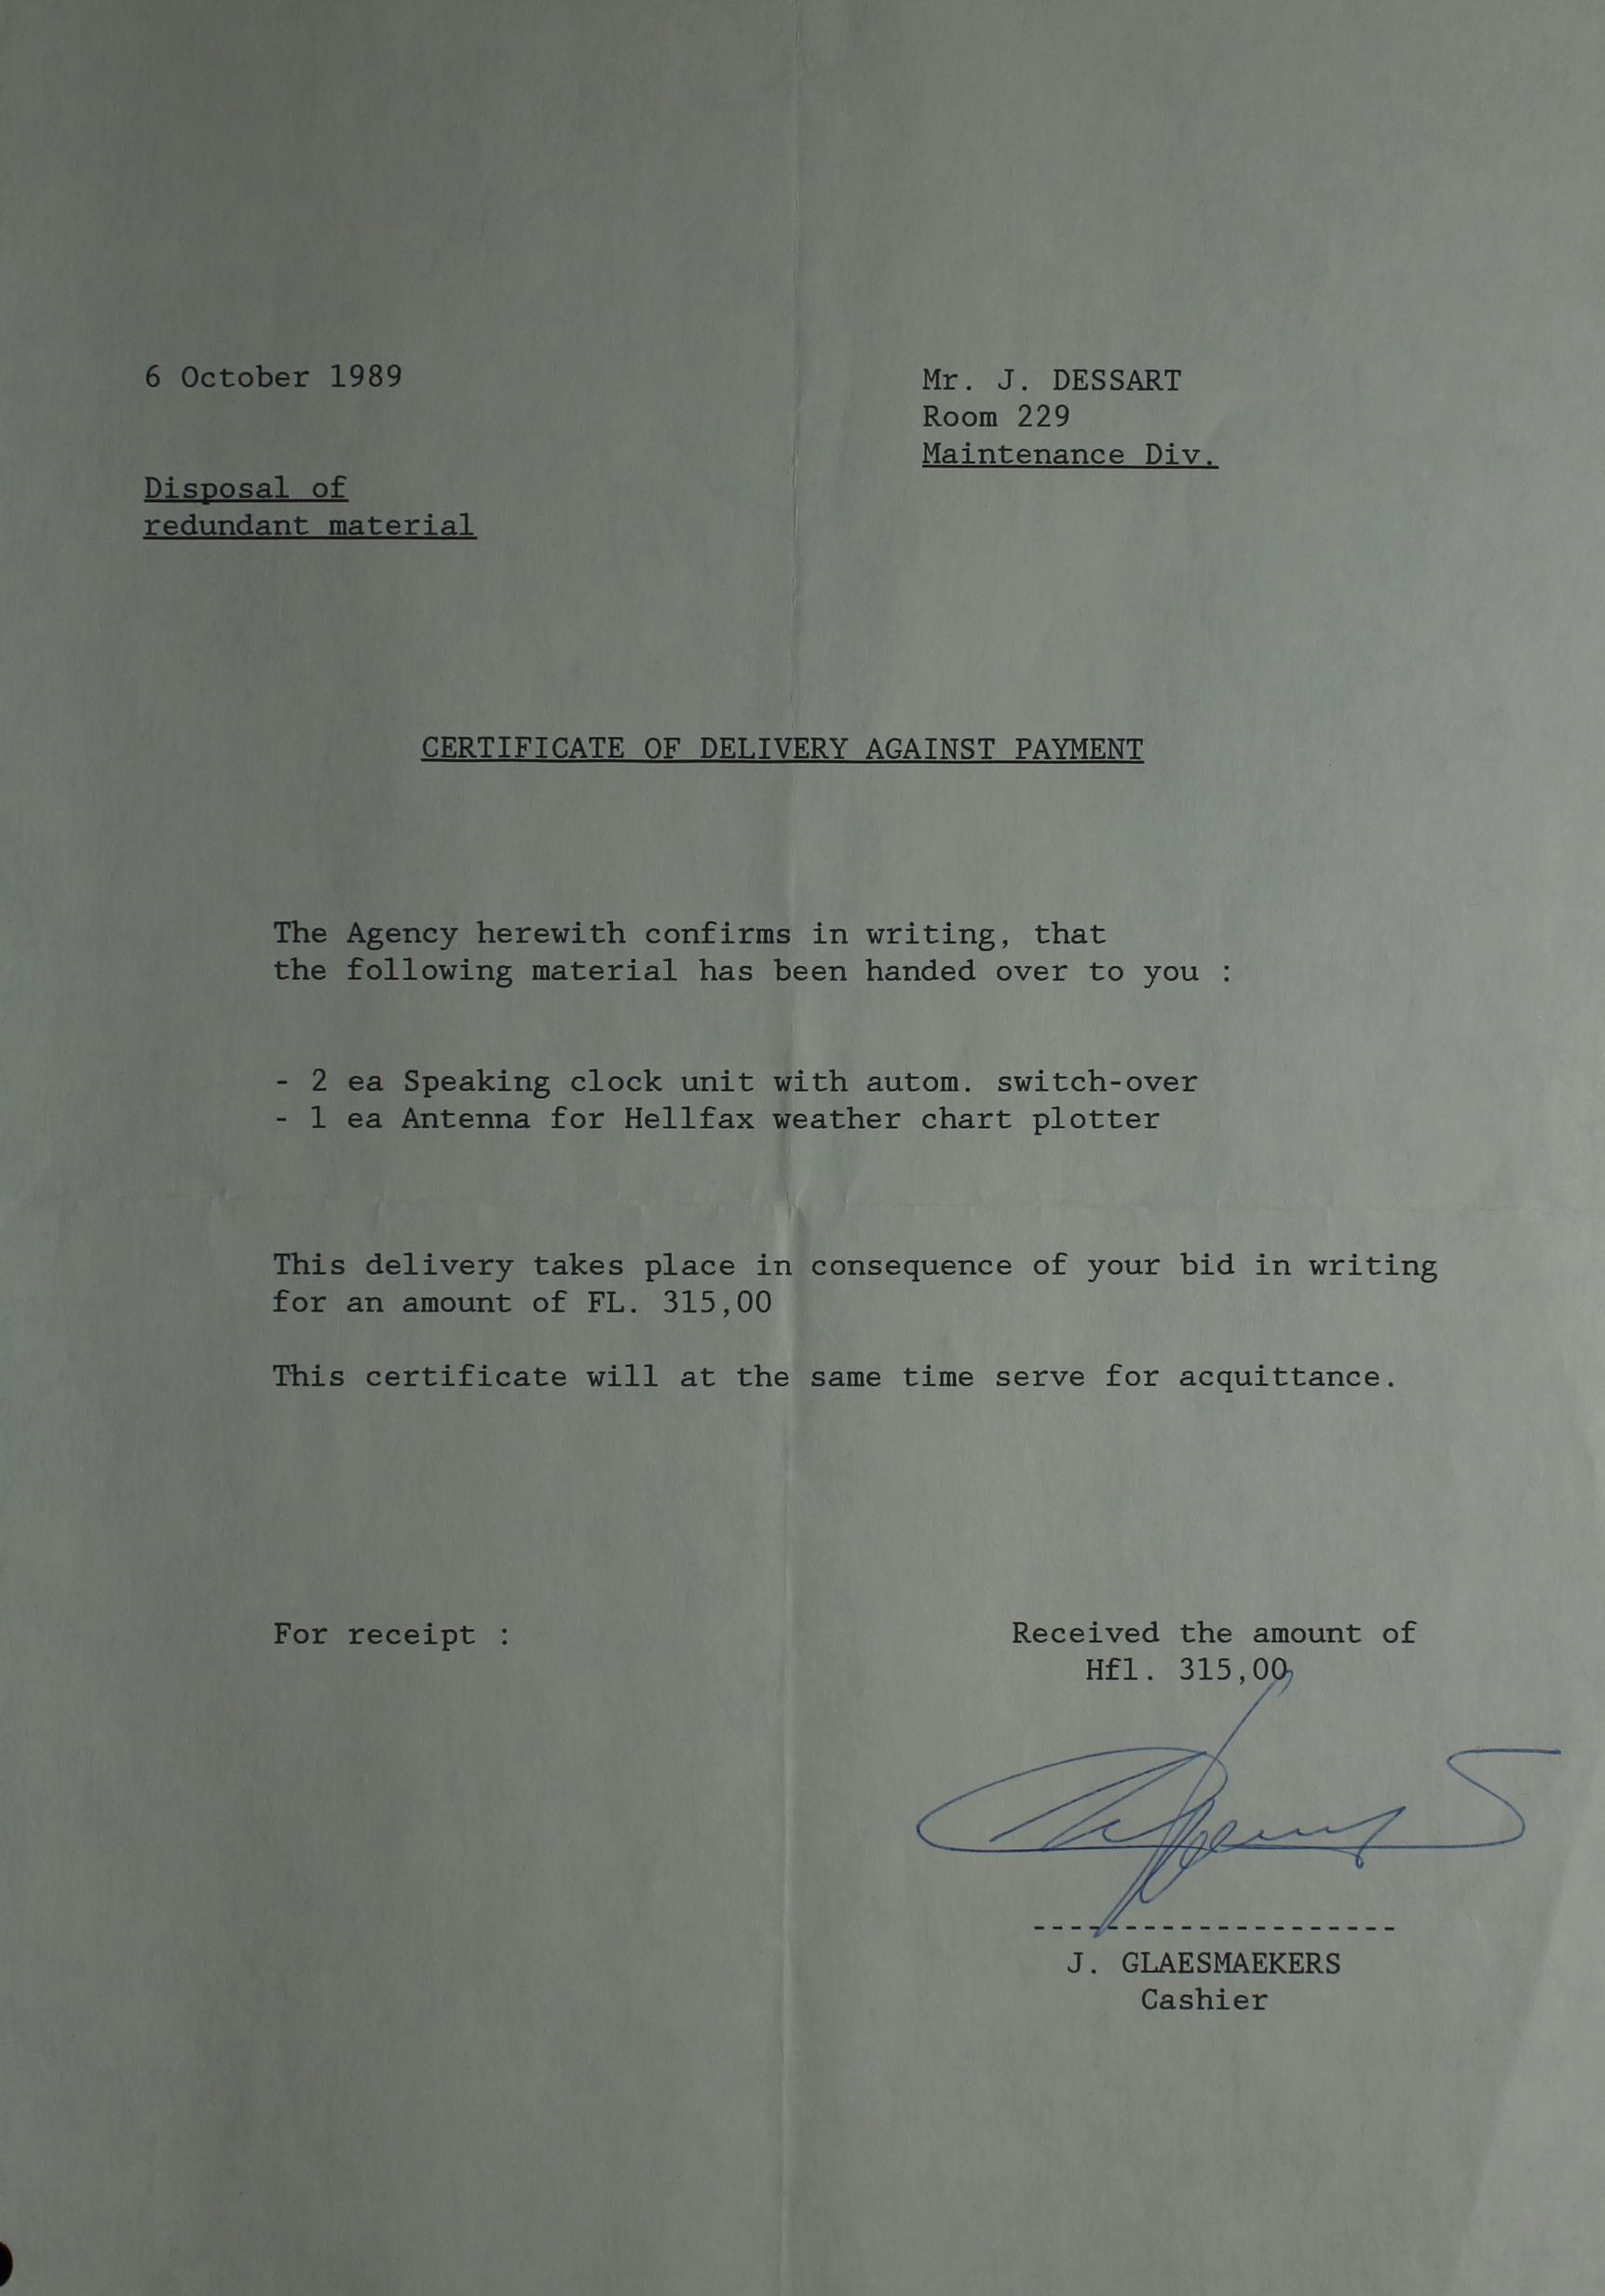 6 October 1989
Mr. J. DESSART
Room 229
Maintenance Div.
Disposal of
redundant material
CERTIFICATE OF DELIVERY AGAINST PAYMENT
The Agency herewith confirms in writing, that
the following material has been handed over to you :
- 2 ea Speaking clock unit with autom. switch-over
- 1 ea Antenna for Hellfax weather chart plotter
This delivery takes place in consequence of your bid in writing
for an amount of FL. 315,00
This certificate will at the same time serve for acquittance.
For receipt :
Received the amount of
Hfl. 315,00
--------------------
J. GLAESMAEKERS
Cashier